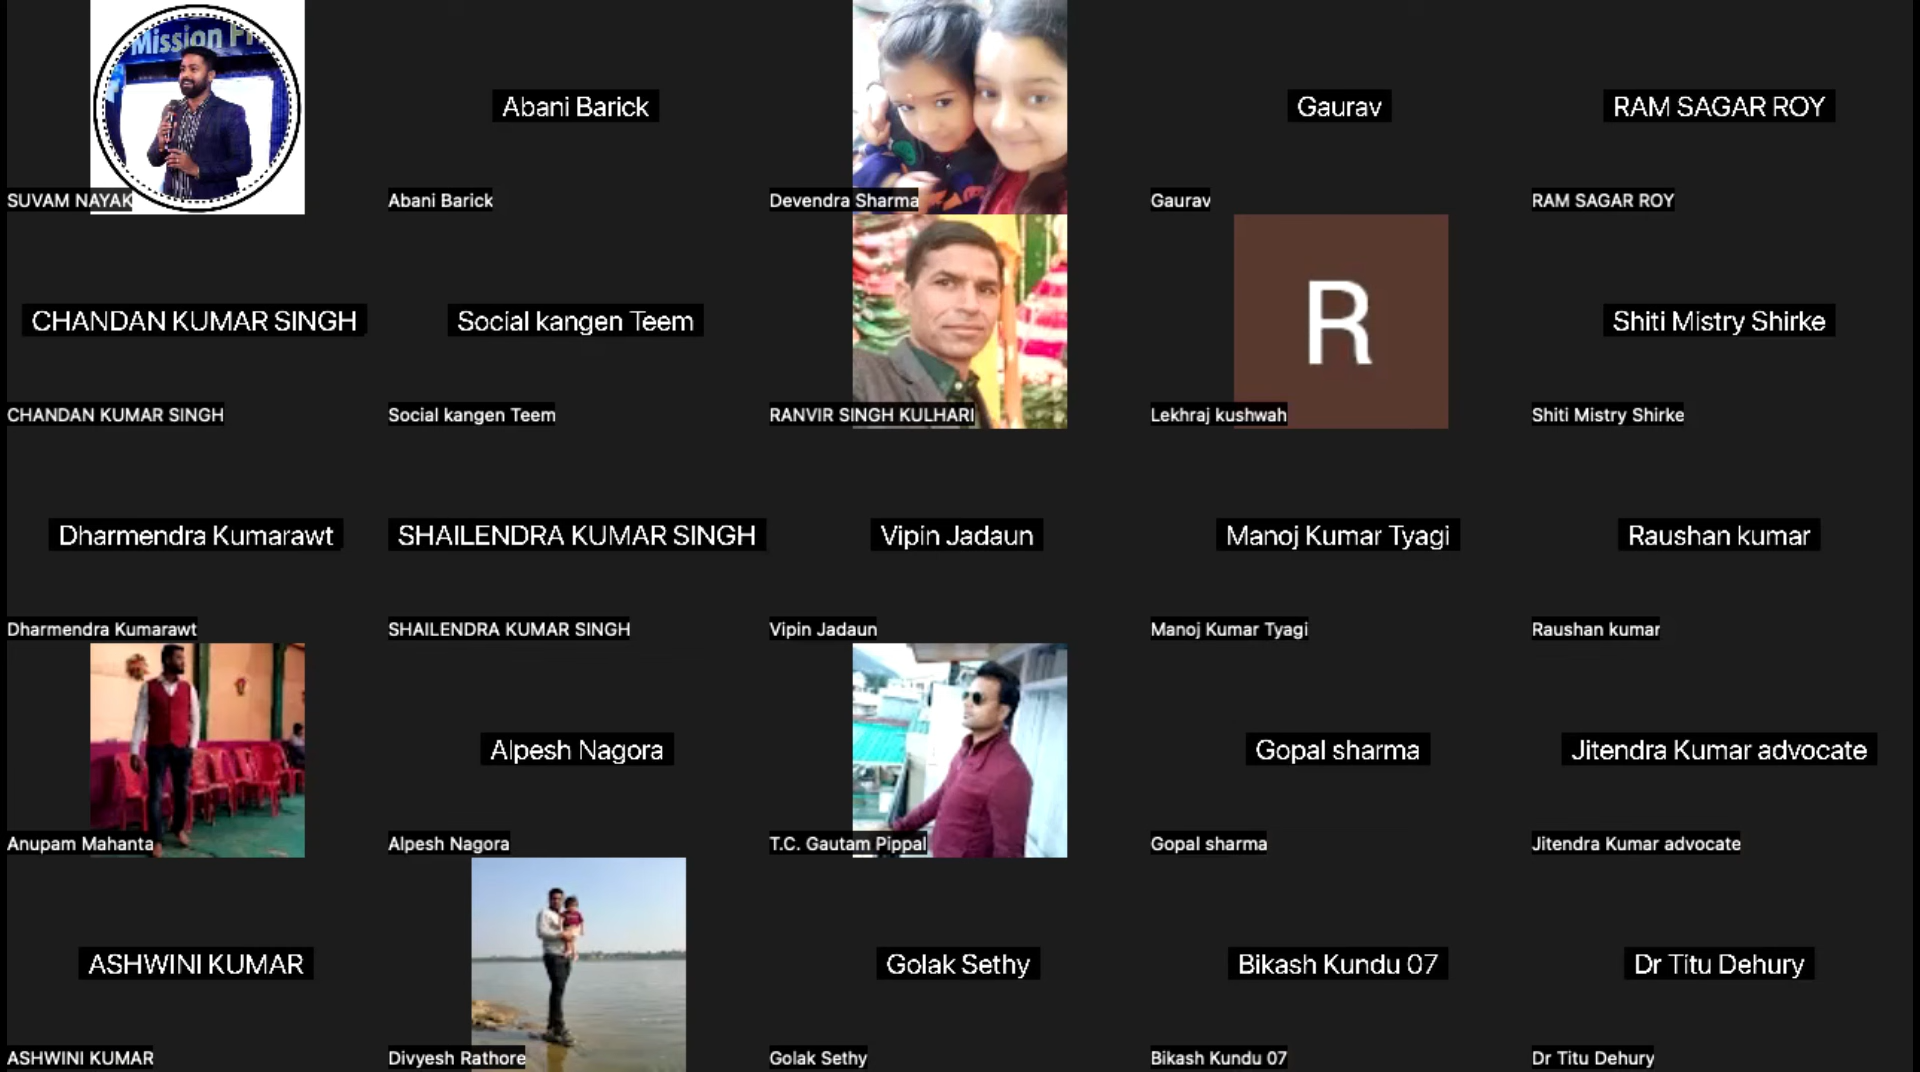 Mission Fr
Abani Barick
Gaurav
RAM SAGAR ROY
SUVAM NAYAK
Abani Barick
Devendra Sharma
Gaurav
RAM SAGAR ROY
CHANDAN KUMAR SINGH
Social kangen Teem
R
Shiti Mistry Shirke
CHANDAN KUMAR SINGH
Social kangen Teem
RANVIR SINGH KULHARI
Lekhraj kushwah
Shiti Mistry Shirke
Dharmendra Kumarawt
SHAILENDRA KUMAR SINGH
Vipin Jadaun
Manoj Kumar Tyagi
Raushan kumar
Dharmendra Kumarawt
SHAILENDRA KUMAR SINGH
Vipin Jadaun
Manoj Kumar Tyagi
Raushan kumar
Alpesh Nagora
Gopal sharma
Jitendra Kumar advocate
Anupam Mahanta
Alpesh Nagora
T.C. Gautam Pippal
Gopal sharma
Jitendra Kumar advocate
ASHWINI KUMAR
Golak Sethy
Bikash Kundu 07
Dr Titu Dehury
ASHWINI KUMAR
Divyesh Rathore
Golak Sethy
Bikash Kundu 07
Dr Titu Dehury